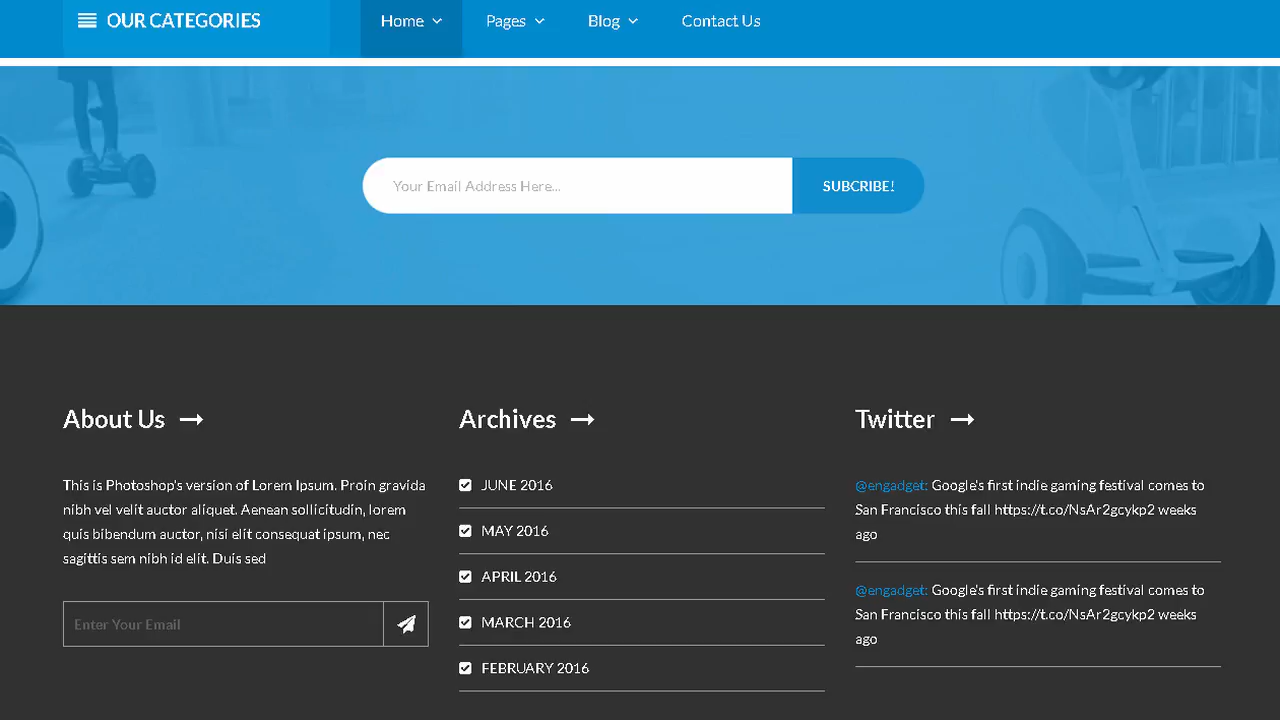 OUR CATEGORIES Home Pages Blog Contact Us
Your Email Address Here... SUBCRIBE!
About Us
This is Photoshop's version of Lorem Ipsum. Proin gravida
nibh vel velit auctor aliquet. Aenean sollicitudin, lorem
quis bibendum auctor, nisi elit consequat ipsum, nec
sagittis sem nibh id elit. Duis sed
Enter Your Email
Archives
JUNE 2016
MAY 2016
APRIL 2016
MARCH 2016
FEBRUARY 2016
Twitter
@engadget: Google's first indie gaming festival comes to
San Francisco this fall https://t.co/NsAr2gcykp2 weeks
ago
@engadget: Google's first indie gaming festival comes to
San Francisco this fall https://t.co/NsAr2gcykp2 weeks
ago